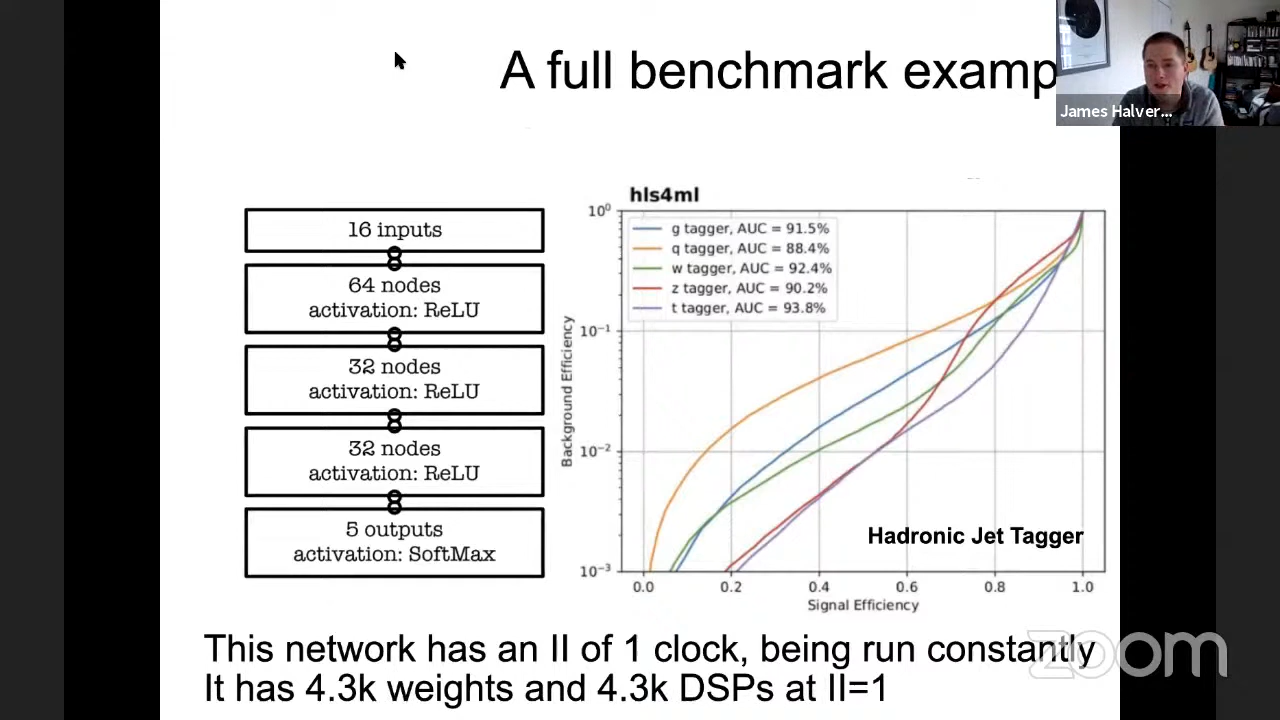 A full benchmark examp
James Halver...
16 inputs
64 nodes
activation: ReLU
32 nodes
activation: ReLU
32 nodes
activation: ReLU
5 outputs
activation: SoftMax
hls4ml
g tagger, AUC = 91.5%
q tagger, AUC = 88.4%
w tagger, AUC = 92.4%
z tagger, AUC = 90.2%
t tagger, AUC = 93.8%
10⁰
10⁻¹
10⁻²
10⁻³
Background Efficiency
Hadronic Jet Tagger
0.0 0.2 0.4 0.6 0.8 1.0
Signal Efficiency
This network has an II of 1 clock, being run constantly
It has 4.3k weights and 4.3k DSPs at II=1
zoom